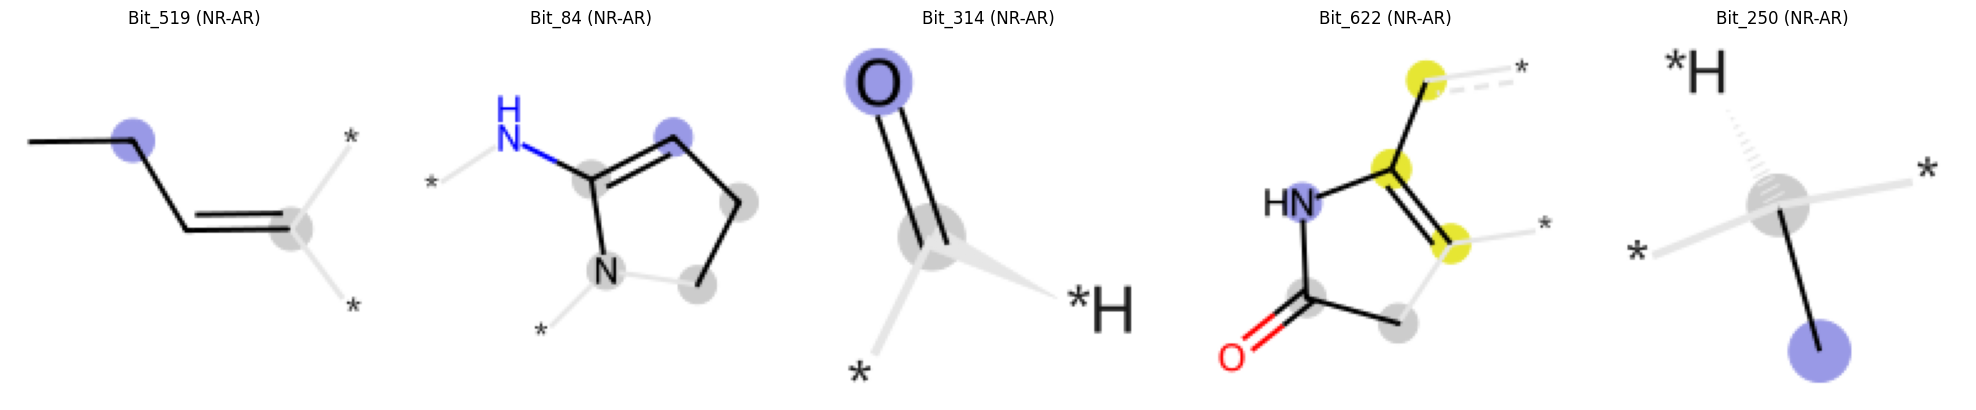 Bit_519 (NR-AR) Bit_84 (NR-AR) Bit_314 (NR-AR) Bit_622 (NR-AR) Bit_250 (NR-AR)
* * H N * N *
O *H *
* * HN O
*H * *